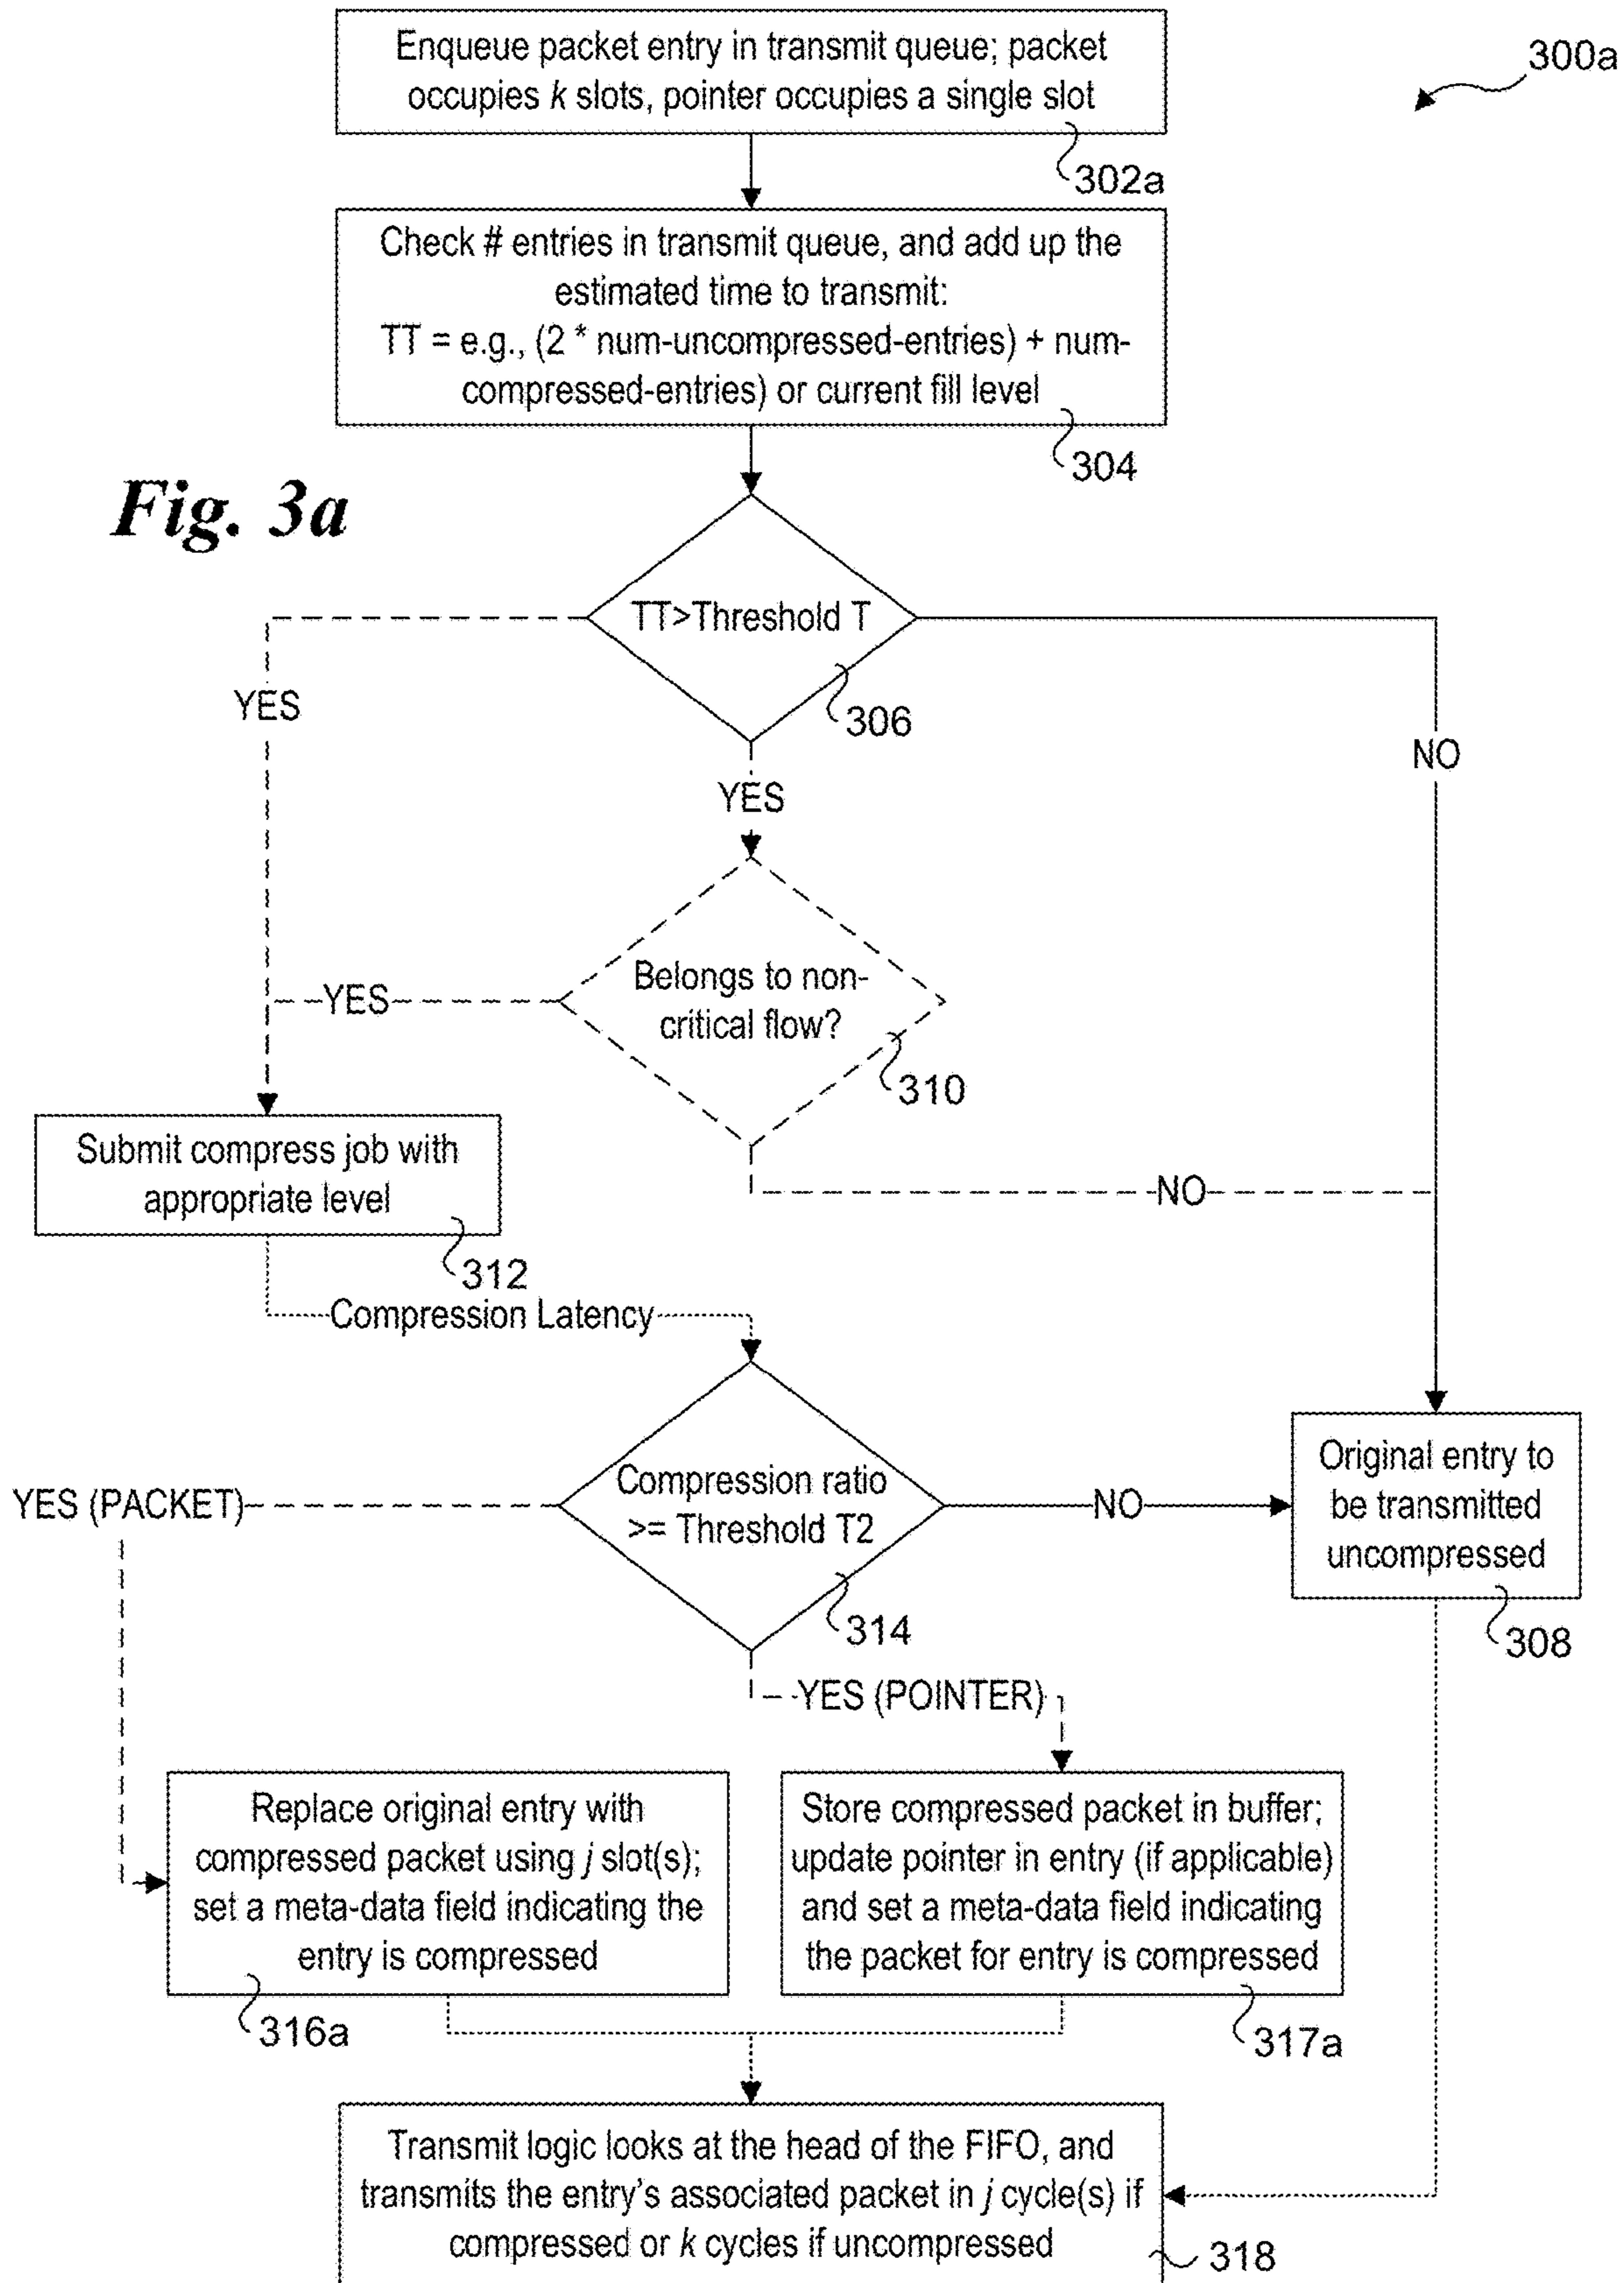 Enqueue packet entry in transmit queue; packet
occupies k slots, pointer occupies a single slot
300a
302a
Check # entries in transmit queue, and add up the
estimated time to transmit:
TT = e.g., (2 * num-uncompressed-entries) + num-
compressed-entries) or current fill level
304
Fig. 3a
TT>Threshold T
306
YES
NO
YES
Belongs to non-
critical flow?
YES
310
NO
Submit compress job with
appropriate level
312
Compression Latency
Compression ratio
>= Threshold T2
314
YES (PACKET)
NO
Original entry to
be transmitted
uncompressed
308
YES (POINTER)
Replace original entry with
compressed packet using j slot(s);
set a meta-data field indicating the
entry is compressed
316a
Store compressed packet in buffer;
update pointer in entry (if applicable)
and set a meta-data field indicating
the packet for entry is compressed
317a
Transmit logic looks at the head of the FIFO, and
transmits the entry's associated packet in j cycle(s) if
compressed or k cycles if uncompressed
318